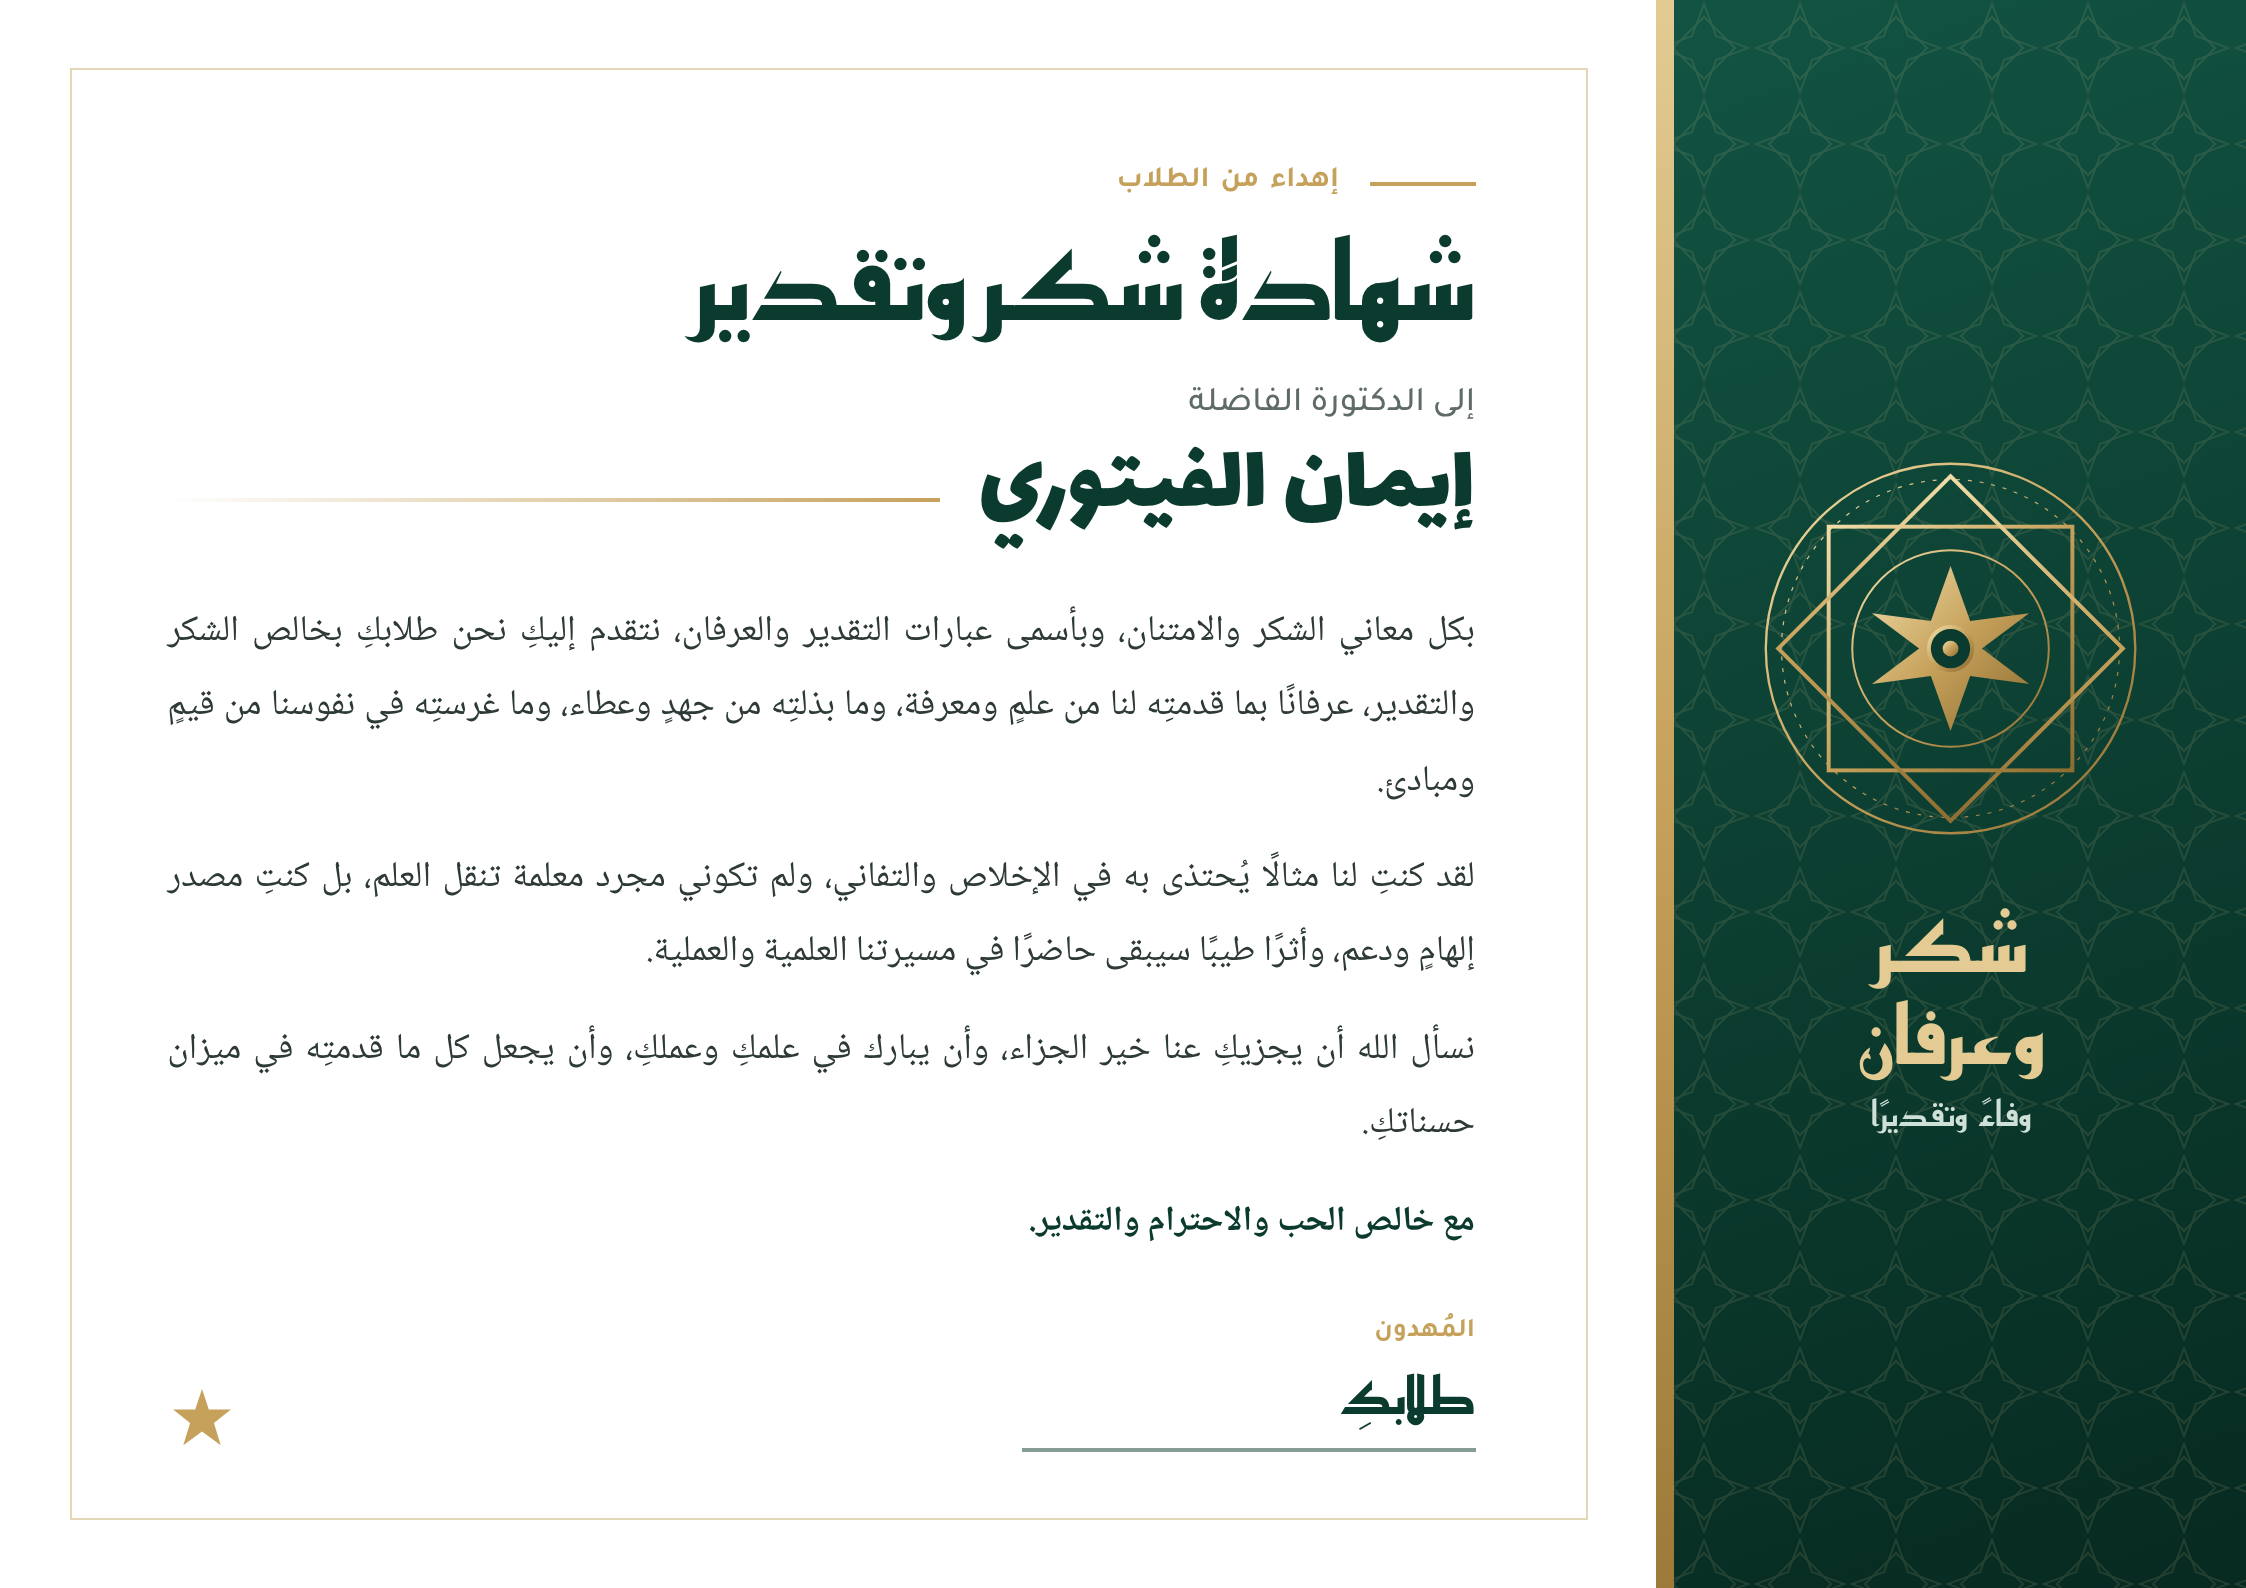 إهداء من الطلاب
شهادةُ شكر وتقدير
إلى الدكتورة الفاضلة
إيمان الفيتوري
بكل معاني الشكر والامتنان، وبأسمى عبارات التقدير والعرفان، نتقدم إليكِ نحن طلابكِ بخالص الشكر
والتقدير، عرفانًا بما قدمتِه لنا من علمٍ ومعرفة، وما بذلتِه من جهدٍ وعطاء، وما غرستِه في نفوسنا من قيمٍ
ومبادئ.
لقد كنتِ لنا مثالًا يُحتذى به في الإخلاص والتفاني، ولم تكوني مجرد معلمة تنقل العلم، بل كنتِ مصدر
إلهامٍ ودعم، وأثرًا طيبًا سيبقى حاضرًا في مسيرتنا العلمية والعملية.
نسأل الله أن يجزيكِ عنا خير الجزاء، وأن يبارك في علمكِ وعملكِ، وأن يجعل كل ما قدمتِه في ميزان
حسناتكِ.
مع خالص الحب والاحترام والتقدير.
المُهدون
طلابكِ
شكر
وعرفان
وفاءً وتقديرًا